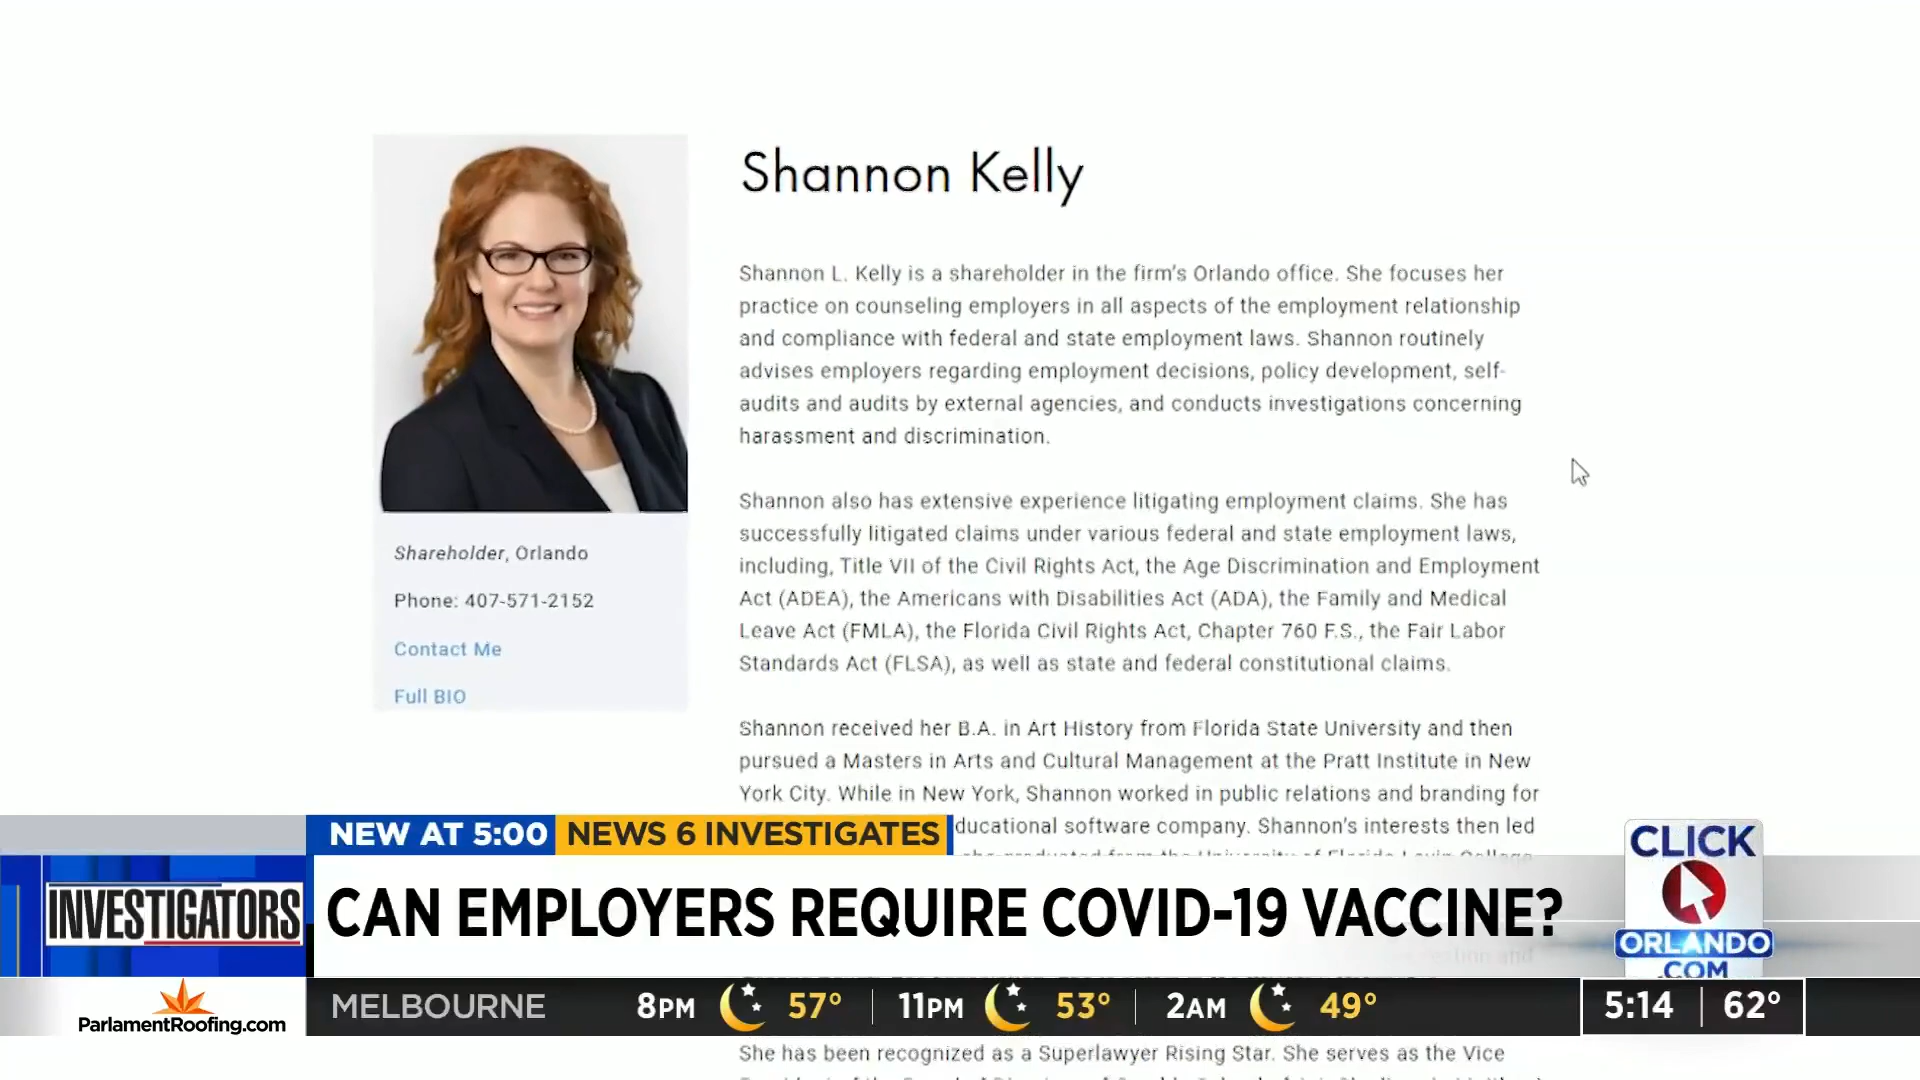 Shannon Kelly
Shannon L. Kelly is a shareholder in the firm's Orlando office. She focuses her
practice on counseling employers in all aspects of the employment relationship
and compliance with federal and state employment laws. Shannon routinely
advises employers regarding employment decisions, policy development, self-
audits and audits by external agencies, and conducts investigations concerning
harassment and discrimination.
Shannon also has extensive experience litigating employment claims. She has
successfully litigated claims under various federal and state employment laws,
including, Title VII of the Civil Rights Act, the Age Discrimination and Employment
Act (ADEA), the Americans with Disabilities Act (ADA), the Family and Medical
Leave Act (FMLA), the Florida Civil Rights Act, Chapter 760 F.S., the Fair Labor
Standards Act (FLSA), as well as state and federal constitutional claims.
Shannon received her B.A. in Art History from Florida State University and then
pursued a Masters in Arts and Cultural Management at the Pratt Institute in New
York City. While in New York, Shannon worked in public relations and branding for
ducational software company. Shannon's interests then led
Shareholder, Orlando
Phone: 407-571-2152
Contact Me
Full BIO
NEW AT 5:00 NEWS 6 INVESTIGATES
INVESTIGATORS
CAN EMPLOYERS REQUIRE COVID-19 VACCINE?
CLICK
ORLANDO
.COM
ParlamentRoofing.com
MELBOURNE 8PM 57° 11PM 53° 2AM 49°
5:14 62°
She has been recognized as a Superlawyer Rising Star. She serves as the Vice